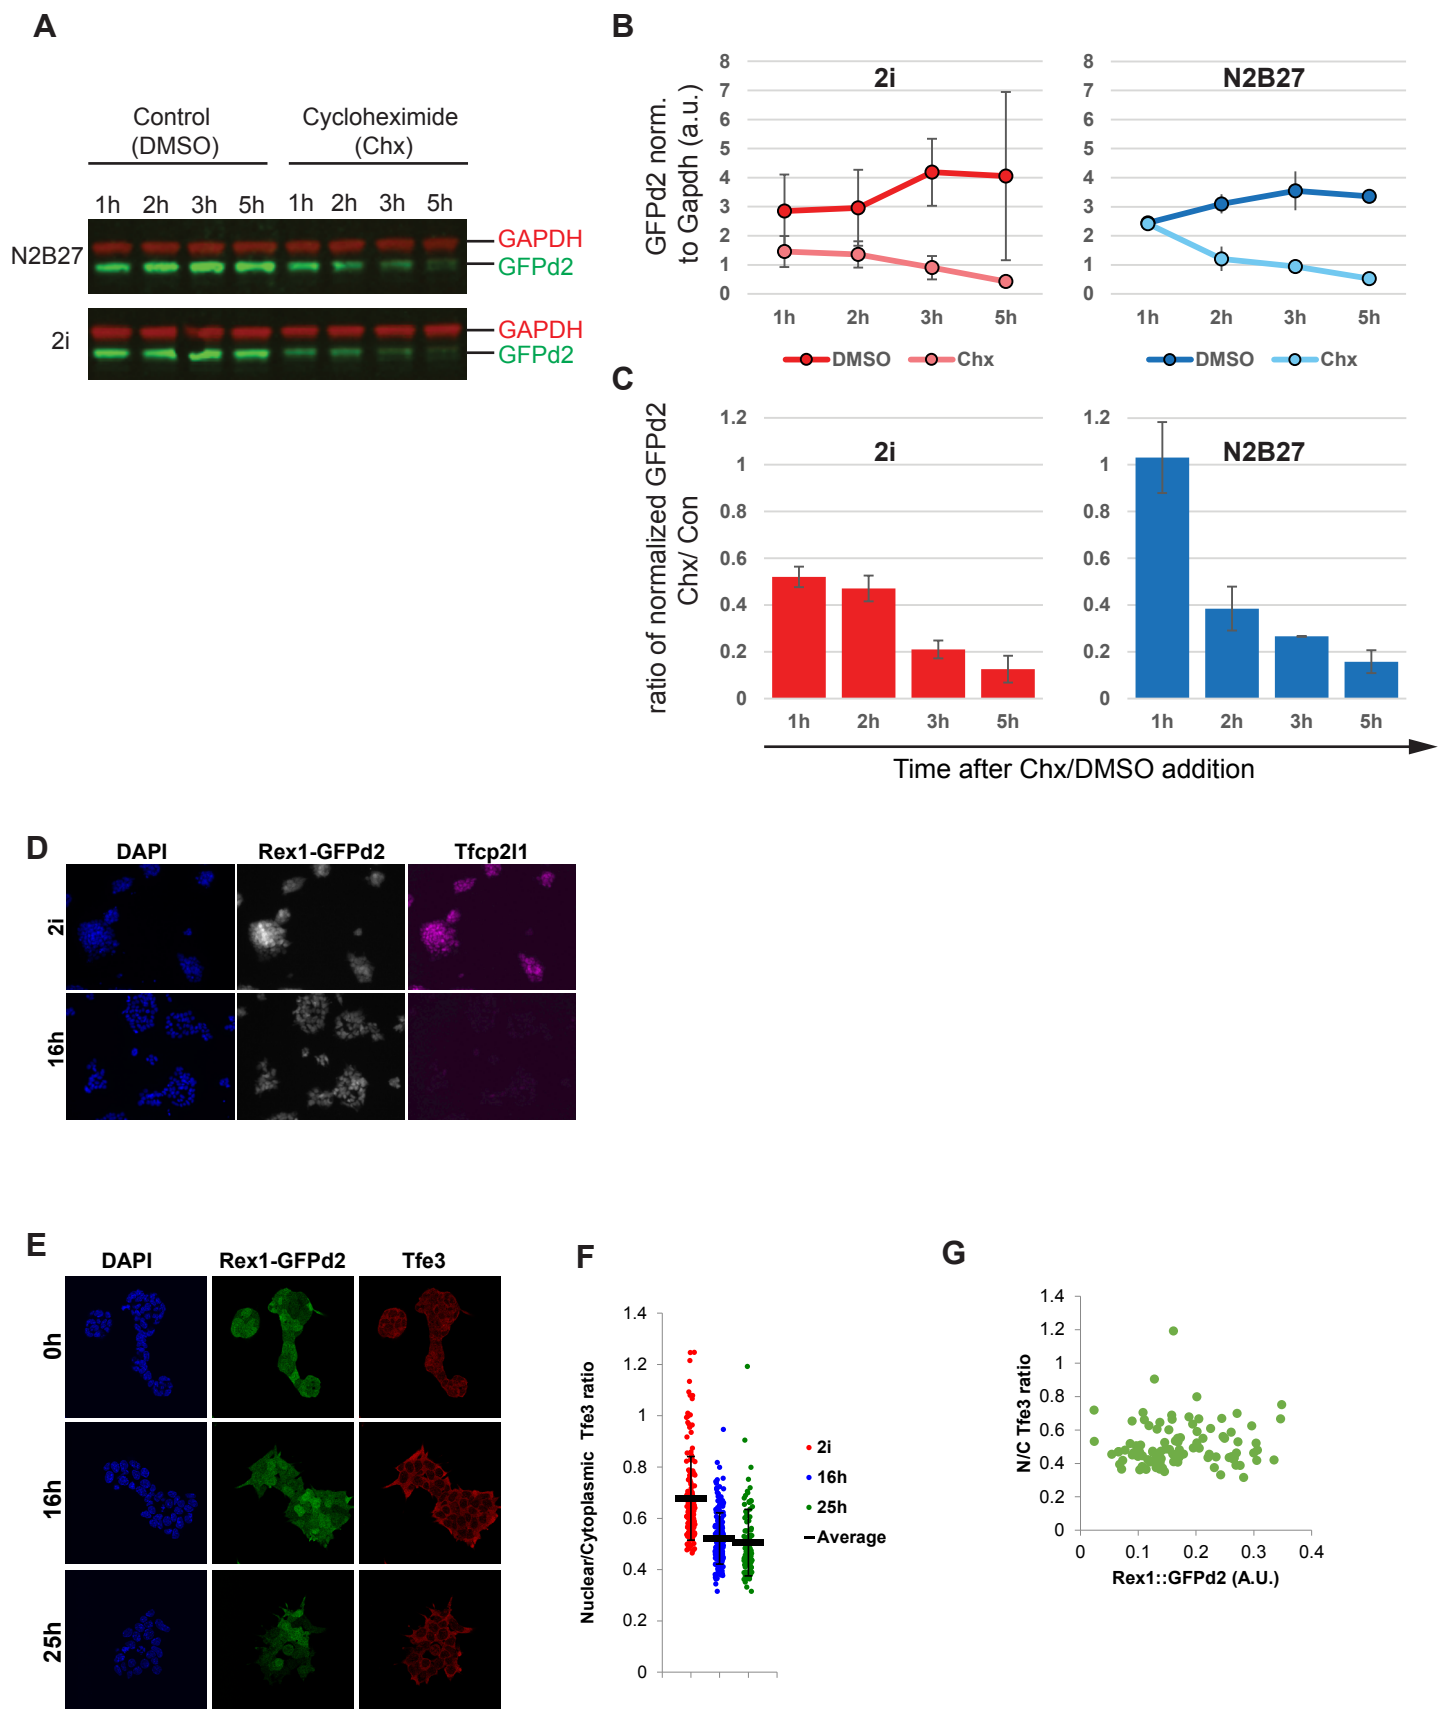 A
Control
(DMSO)
Cycloheximide
(Chx)
1h 2h 3h 5h 1h 2h 3h 5h
N2B27
GAPDH
GFPd2
2i
GAPDH
GFPd2
B
GFPd2 norm.
to Gapdh (a.u.)
2i
8
7
6
5
4
3
2
1
0
1h 2h 3h 5h
DMSO Chx
N2B27
8
7
6
5
4
3
2
1
0
1h 2h 3h 5h
DMSO Chx
C
ratio of normalized GFPd2
Chx/ Con
2i
1.2
1
0.8
0.6
0.4
0.2
0
1h 2h 3h 5h
N2B27
1.2
1
0.8
0.6
0.4
0.2
0
1h 2h 3h 5h
Time after Chx/DMSO addition
D
DAPI Rex1-GFPd2 Tfcp2l1
2i
16h
E
DAPI Rex1-GFPd2 Tfe3
0h
16h
25h
F
Nuclear/Cytoplasmic Tfe3 ratio
1.4
1.2
1
0.8
0.6
0.4
0.2
0
2i
16h
25h
Average
G
N/C Tfe3 ratio
1.4
1.2
1
0.8
0.6
0.4
0.2
0
0 0.1 0.2 0.3 0.4
Rex1::GFPd2 (A.U.)